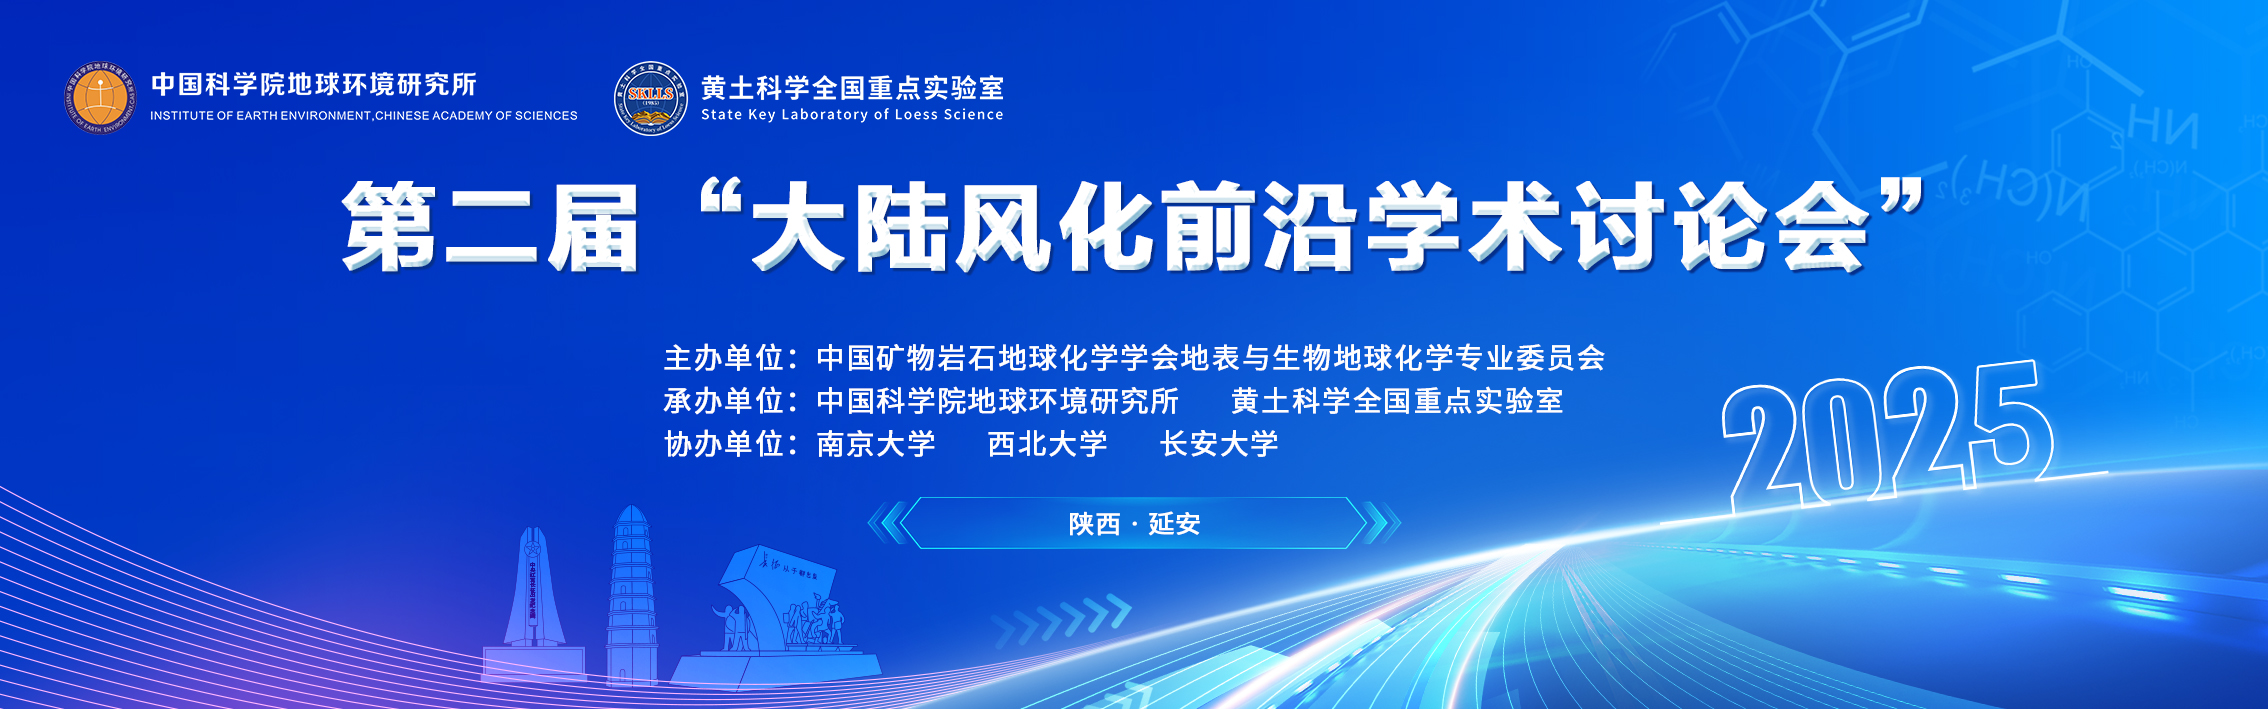 中国科学院地球环境研究所
INSTITUTE OF EARTH ENVIRONMENT,CHINESE ACADEMY OF SCIENCES
SKLLS
(1985)
黄土科学全国重点实验室
State Key Laboratory of Loess Science
第二届“大陆风化前沿学术讨论会”
主办单位：中国矿物岩石地球化学学会地表与生物地球化学专业委员会
承办单位：中国科学院地球环境研究所 黄土科学全国重点实验室
协办单位：南京大学 西北大学 长安大学
2025
陕西 · 延安